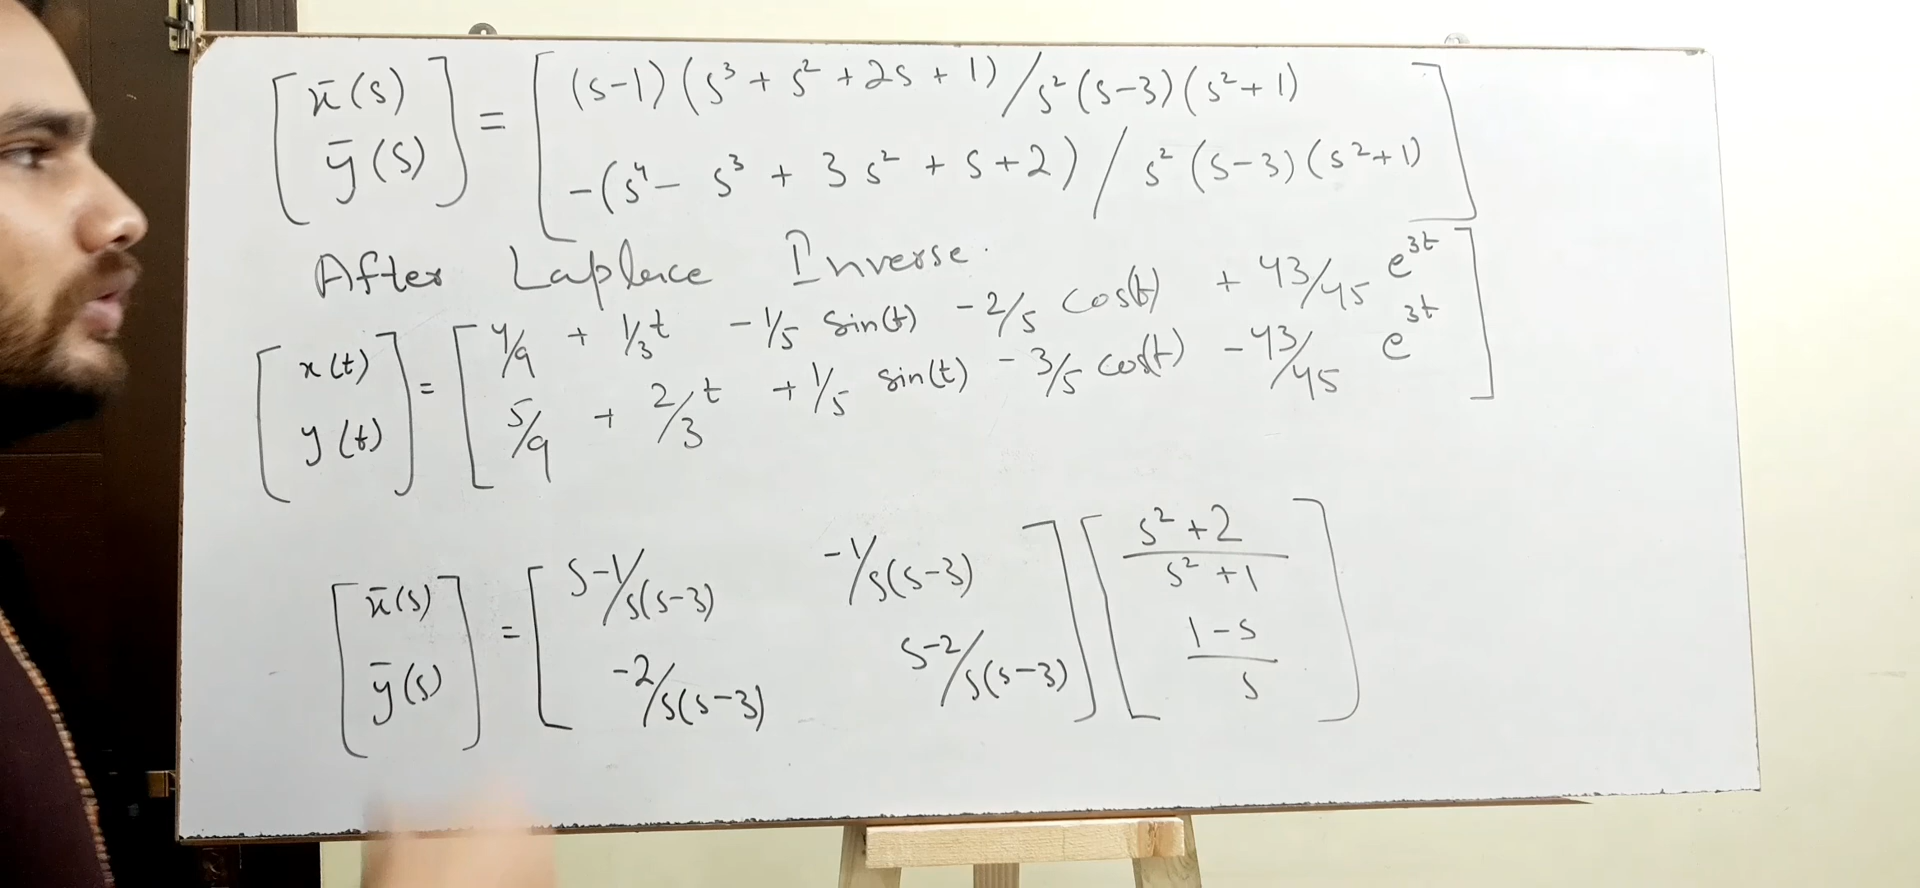 x̄(s) = (s-1)(s³ + s² + 2s + 1)/s²(s-3)(s²+1)
ȳ(s) -(s⁴ - s³ + 3s² + s + 2)/s²(s-3)(s²+1)
After Laplace Inverse.
x(t) = 4/9 + 1/3 t - 1/5 sin(t) - 2/5 cos(t) + 43/45 e³ᵗ
y(t) 5/9 + 2/3 t + 1/5 sin(t) - 3/5 cos(t) - 43/45 e³ᵗ
x̄(s) = s-1/s(s-3) -1/s(s-3) s²+2/s²+1
ȳ(s) -2/s(s-3) s-2/s(s-3) 1-s/s